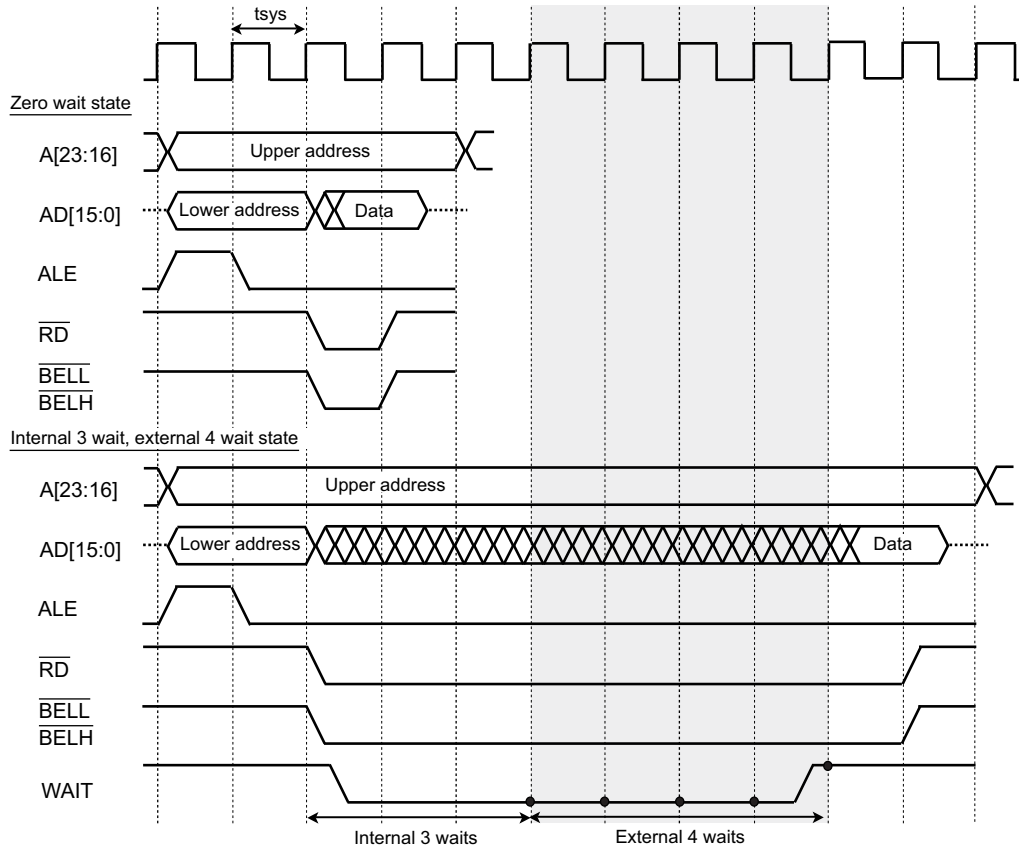 tsys
Zero wait state
A[23:16]
Upper address
AD[15:0]
Lower address
Data
ALE
RD
BELL
BELH
Internal 3 wait, external 4 wait state
A[23:16]
Upper address
AD[15:0]
Lower address
Data
ALE
RD
BELL
BELH
WAIT
Internal 3 waits
External 4 waits